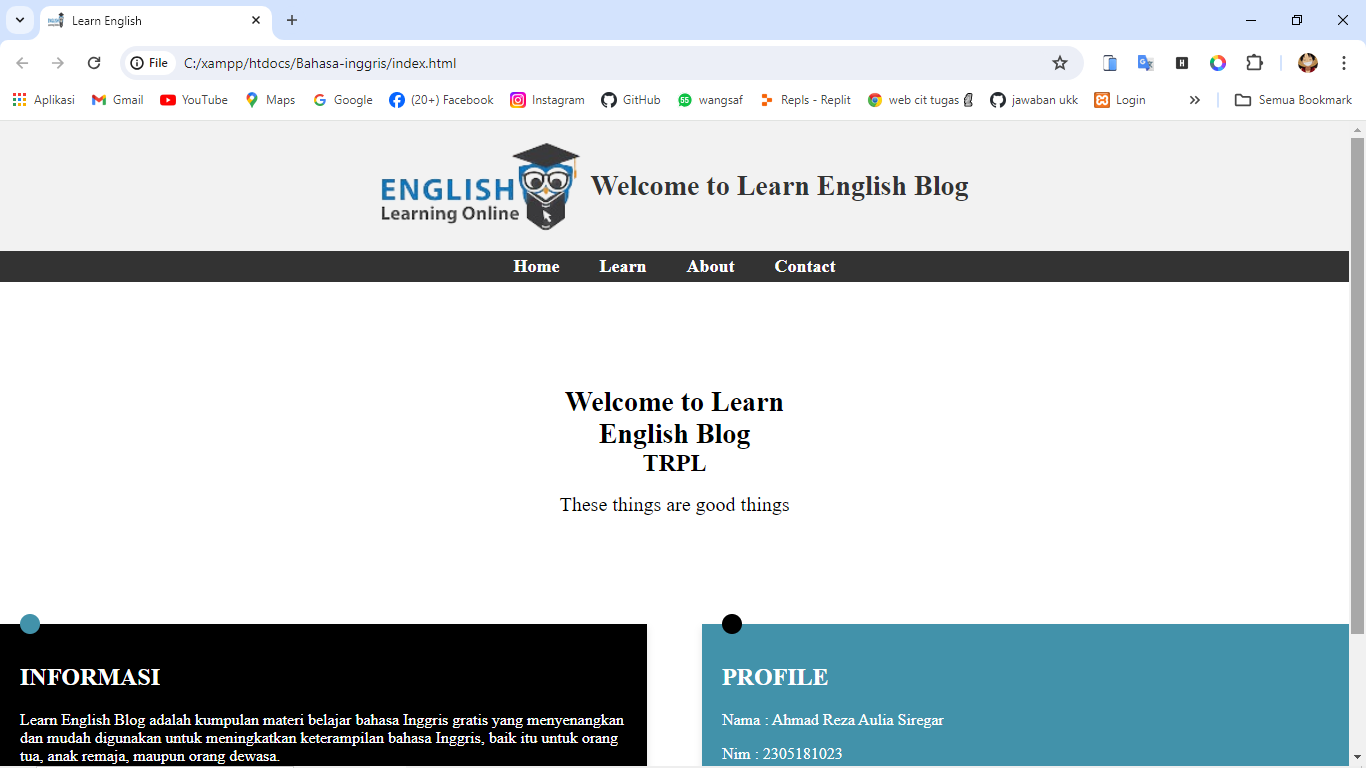 Learn English
File
C:/xampp/htdocs/Bahasa-inggris/index.html
Aplikasi Gmail YouTube Maps Google (20+) Facebook Instagram GitHub wangsaf Repls - Replit web cit tugas jawaban ukk Login Semua Bookmark
ENGLISH
Learning Online
Welcome to Learn English Blog
Home Learn About Contact
Welcome to Learn
English Blog
TRPL
These things are good things
INFORMASI
Learn English Blog adalah kumpulan materi belajar bahasa Inggris gratis yang menyenangkan
dan mudah digunakan untuk meningkatkan keterampilan bahasa Inggris, baik itu untuk orang
tua, anak remaja, maupun orang dewasa.
PROFILE
Nama : Ahmad Reza Aulia Siregar
Nim : 2305181023